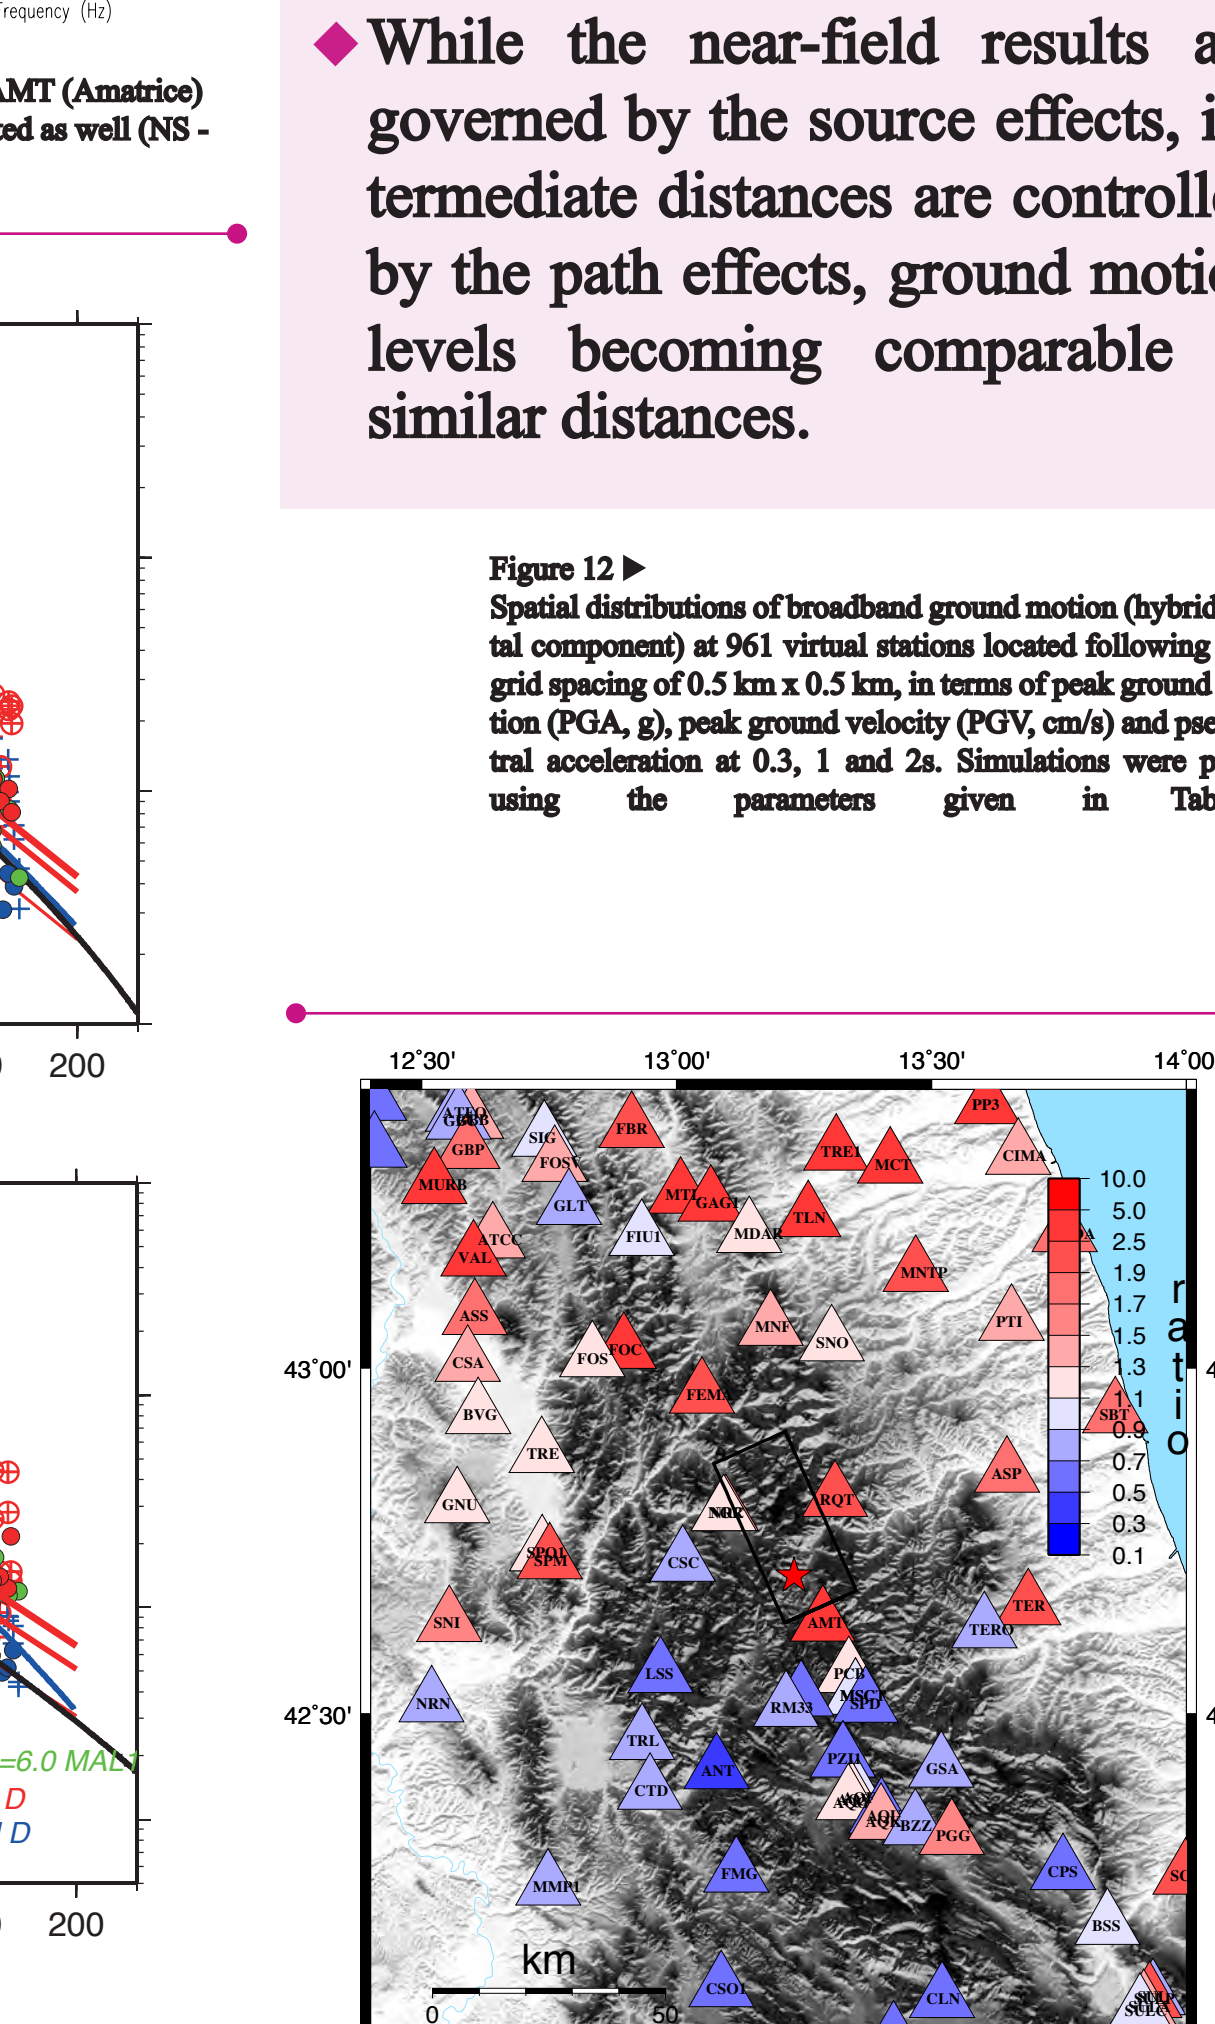 Frequency (Hz)
AMT (Amatrice)
ted as well (NS -
While the near-field results a
governed by the source effects, i
termediate distances are controlle
by the path effects, ground motio
levels becoming comparable
similar distances.
Figure 12
Spatial distributions of broadband ground motion (hybrid
tal component) at 961 virtual stations located following
grid spacing of 0.5 km x 0.5 km, in terms of peak ground
tion (PGA, g), peak ground velocity (PGV, cm/s) and pse
tral acceleration at 0.3, 1 and 2s. Simulations were p
using the parameters given in Tab
200
=6.0 MAL1
D
D
200
12°30' 13°00' 13°30' 14°00
PP3
SIG FBR
GBP FOSV TRE1 MCT CIMA
MURB MTL GAG1
GLT TLN
ATCC FIU1 MDAR
VAL MNTP
ASS MNF SNO PTI
43°00' CSA FOS FOC
BVG FEMA SBT
TRE ASP
GNU NOR RQT
SPO1 SPM CSC
SNI AMT TERO TER
LSS PCB
NRN RM33 MSCT SPD
42°30'
TRL ANT PZI1 GSA
CTD
AQK BZZ PGG
MMP1 FMG CPS
BSS
CSO1 CLN
SULC
10.0
5.0
2.5
1.9
1.7
1.5
1.3
1.1
0.9
0.7
0.5
0.3
0.1
ratio
km
0 50